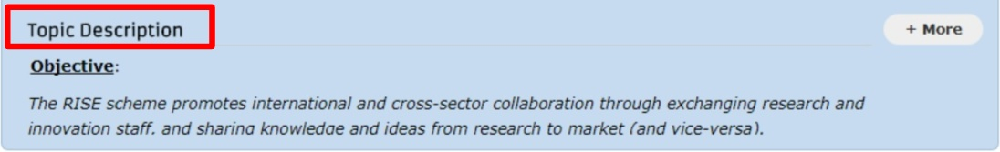 Topic Description
+ More
Objective:
The RISE scheme promotes international and cross-sector collaboration through exchanging research and
innovation staff, and sharing knowledge and ideas from research to market (and vice-versa).